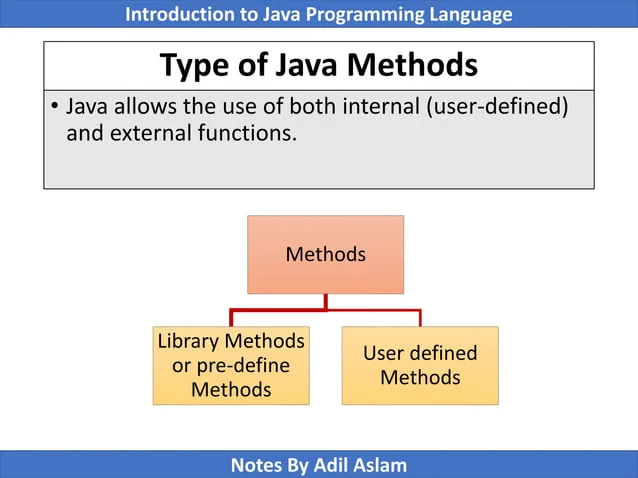 Introduction to Java Programming Language
Type of Java Methods
• Java allows the use of both internal (user-defined)
and external functions.
Methods
Library Methods
or pre-define
Methods
User defined
Methods
Notes By Adil Aslam